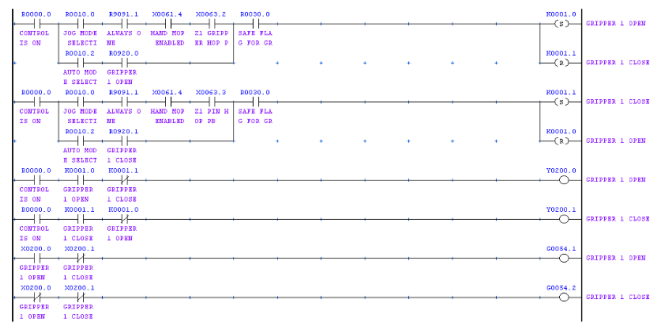 R0000.0 R0010.0 R9091.1 X0061.4 X0063.2 R0030.0 K0001.0
(S) GRIPPER 1 OPEN
CONTROL JOG MODE ALWAYS O HAND MOP Z1 GRIPP SAFE FLA
IS ON SELECTI NE ENABLED ER HOP P G FOR GR
R0010.2 R0920.0 K0001.1
(R) GRIPPER 1 CLOSE
AUTO MOD GRIPPER
E SELECT 1 OPEN
R0000.0 R0010.0 R9091.1 X0061.4 X0063.3 R0030.0 K0001.1
(S) GRIPPER 1 CLOSE
CONTROL JOG MODE ALWAYS O HAND MOP Z1 PIN H SAFE FLA
IS ON SELECTI NE ENABLED OP PB G FOR GR
R0010.2 R0920.1 K0001.0
(R) GRIPPER 1 OPEN
AUTO MOD GRIPPER
E SELECT 1 CLOSE
R0000.0 K0001.0 K0001.1 Y0200.0
GRIPPER 1 OPEN
CONTROL GRIPPER GRIPPER
IS ON 1 OPEN 1 CLOSE
R0000.0 K0001.1 K0001.0 Y0200.1
GRIPPER 1 CLOSE
CONTROL GRIPPER GRIPPER
IS ON 1 CLOSE 1 OPEN
X0200.0 X0200.1 G0054.1
GRIPPER 1 OPEN
GRIPPER GRIPPER
1 OPEN 1 CLOSE
X0200.0 X0200.1 G0054.2
GRIPPER 1 CLOSE
GRIPPER GRIPPER
1 OPEN 1 CLOSE